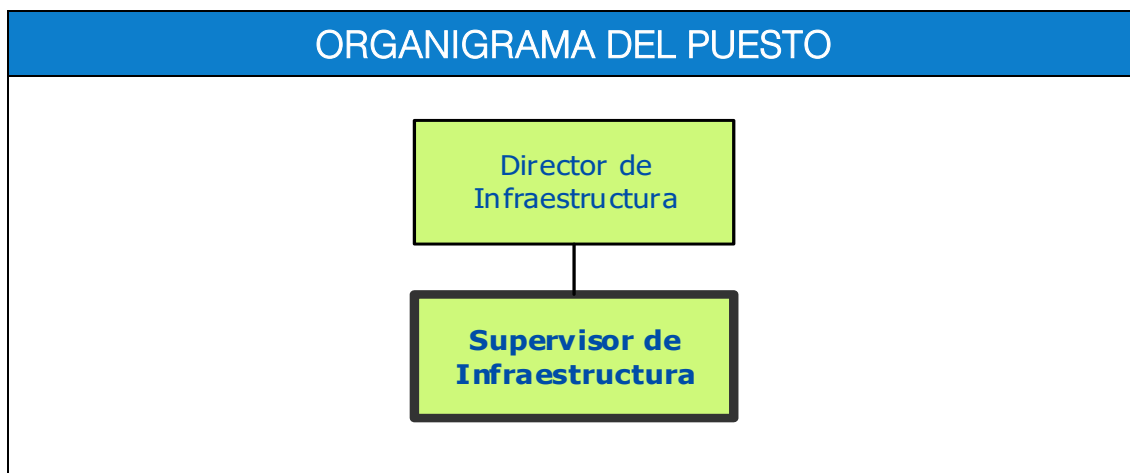 ORGANIGRAMA DEL PUESTO
Director de
Infraestructura
Supervisor de
Infraestructura